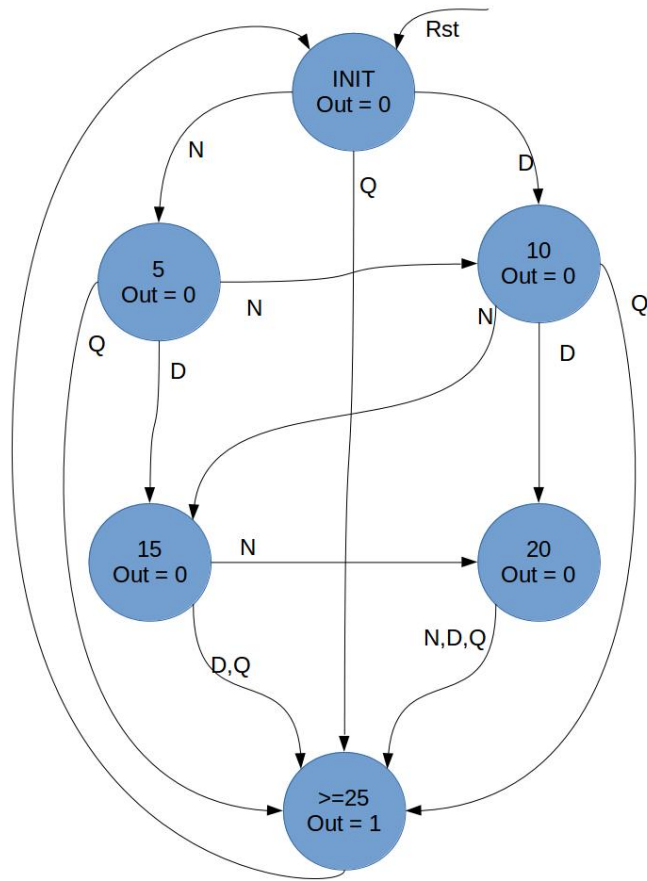 Rst
INIT
Out = 0
N
Q
D
5
Out = 0
10
Out = 0
N
N
Q
Q
D
D
15
Out = 0
N
20
Out = 0
D,Q
N,D,Q
>=25
Out = 1